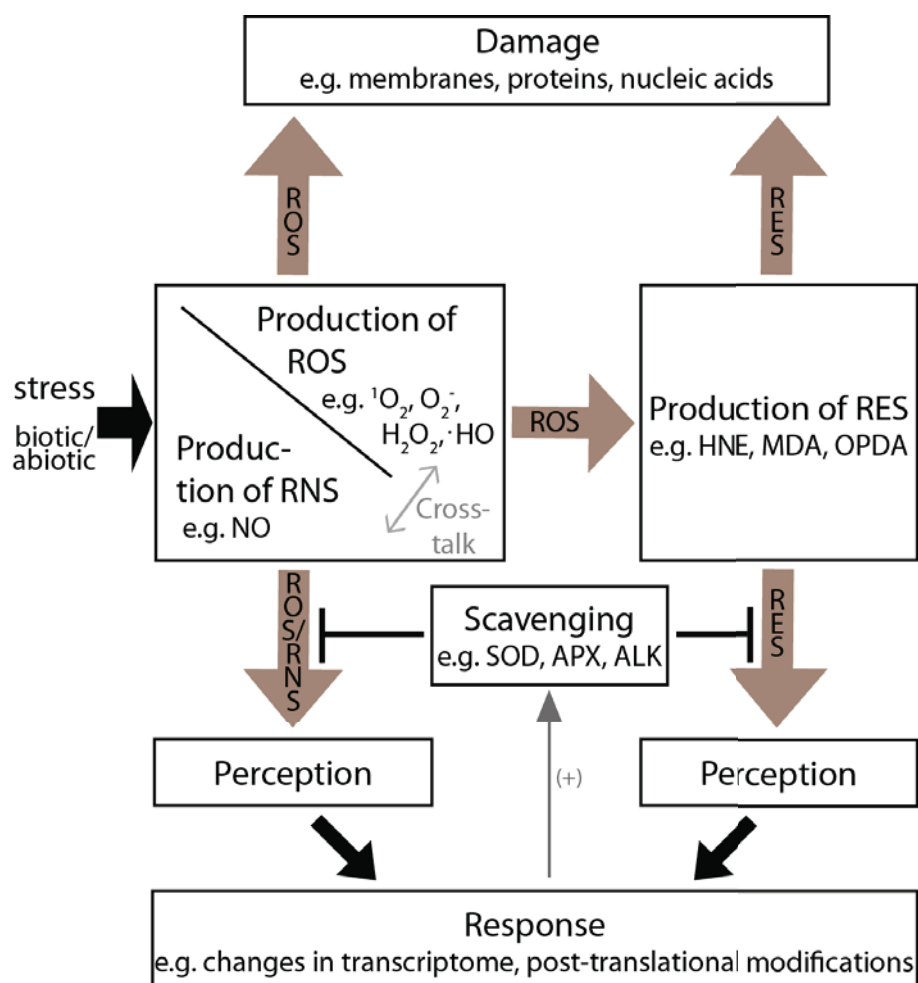 Damage
e.g. membranes, proteins, nucleic acids
ROS
RES
stress
biotic/
abiotic
Production of
ROS
e.g. ¹O₂, O₂⁻,
H₂O₂, ·HO
Produc-
tion of RNS
e.g. NO
Cross-
talk
ROS
Production of RES
e.g. HNE, MDA, OPDA
ROS/RNS
RES
Scavenging
e.g. SOD, APX, ALK
Perception
Perception
(+)
Response
e.g. changes in transcriptome, post-translational modifications